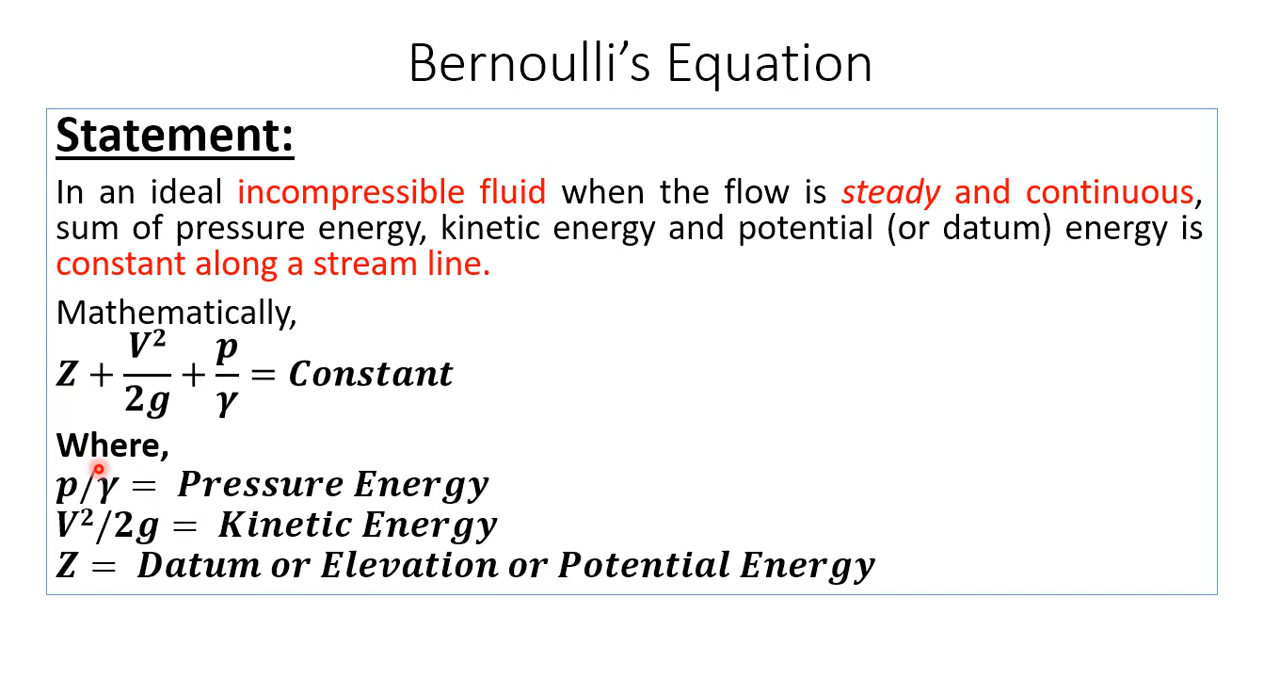 Bernoulli’s Equation
Statement:
In an ideal incompressible fluid when the flow is steady and continuous,
sum of pressure energy, kinetic energy and potential (or datum) energy is
constant along a stream line.
Mathematically,
Z + V²/2g + p/γ = Constant
Where,
p/γ = Pressure Energy
V²/2g = Kinetic Energy
Z = Datum or Elevation or Potential Energy